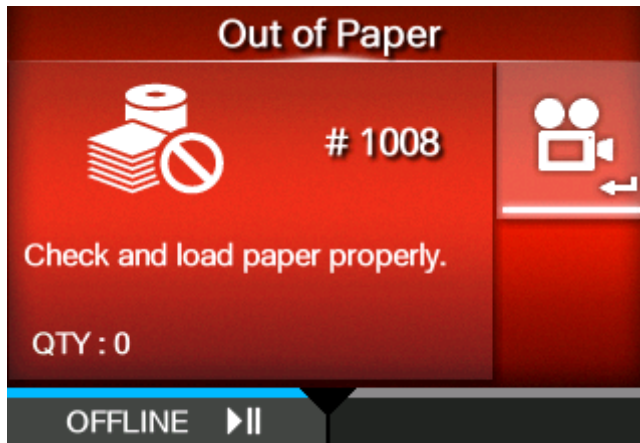 Out of Paper
# 1008
Check and load paper properly.
QTY : 0
OFFLINE